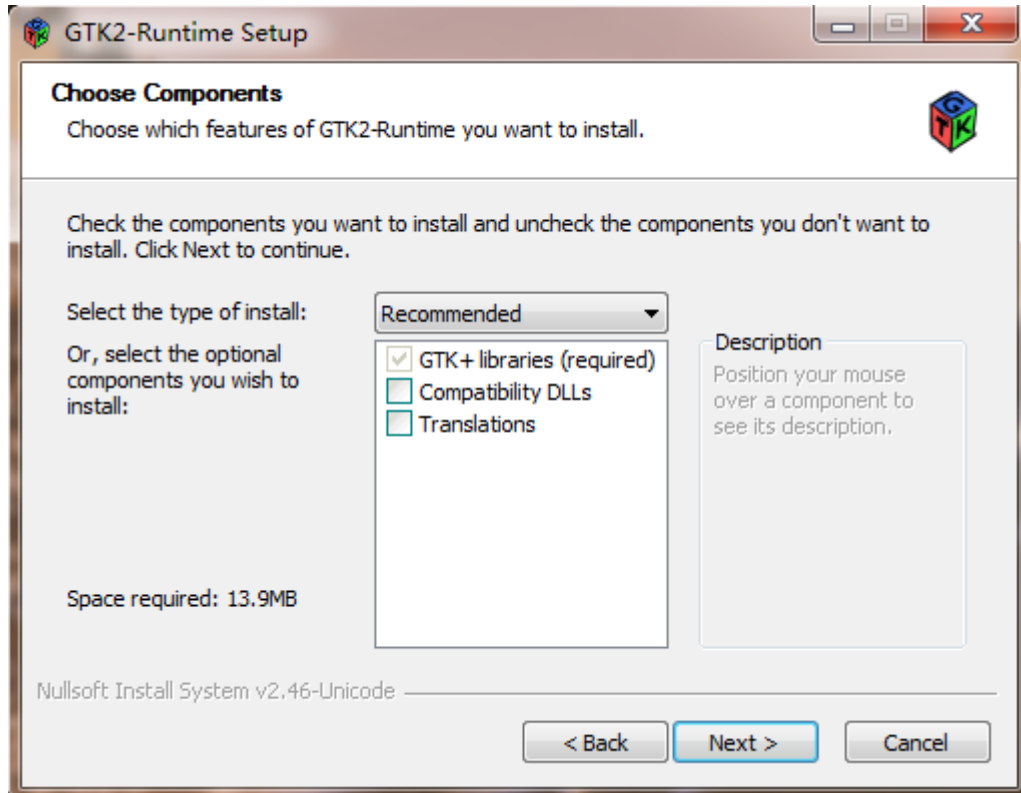 GTK2-Runtime Setup
Choose Components
Choose which features of GTK2-Runtime you want to install.
G
T K
Check the components you want to install and uncheck the components you don't want to
install. Click Next to continue.
Select the type of install:
Recommended
Or, select the optional
components you wish to
install:
GTK+ libraries (required)
Compatibility DLLs
Translations
Description
Position your mouse
over a component to
see its description.
Space required: 13.9MB
Nullsoft Install System v2.46-Unicode
< Back
Next >
Cancel